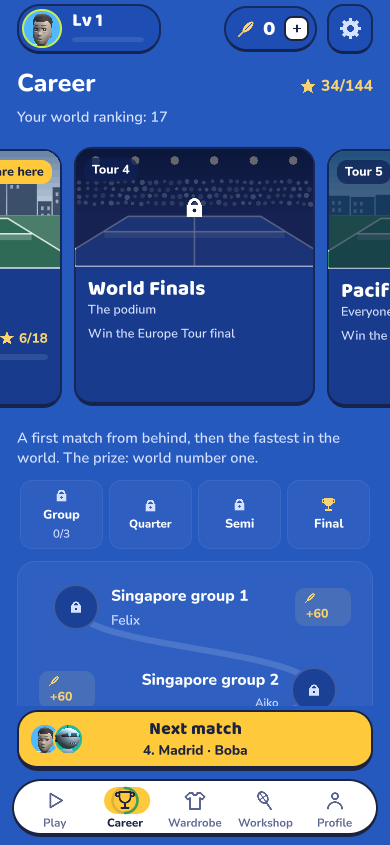 Lv 1
0
+
Career
34/144
Your world ranking: 17
are here
6/18
Tour 4
World Finals
The podium
Win the Europe Tour final
Tour 5
Pacif
Everyone
Win the
A first match from behind, then the fastest in the
world. The prize: world number one.
Group
0/3
Quarter
Semi
Final
Singapore group 1
Felix
+60
Singapore group 2
Aiko
+60
Next match
4. Madrid · Boba
Play
Career
Wardrobe
Workshop
Profile